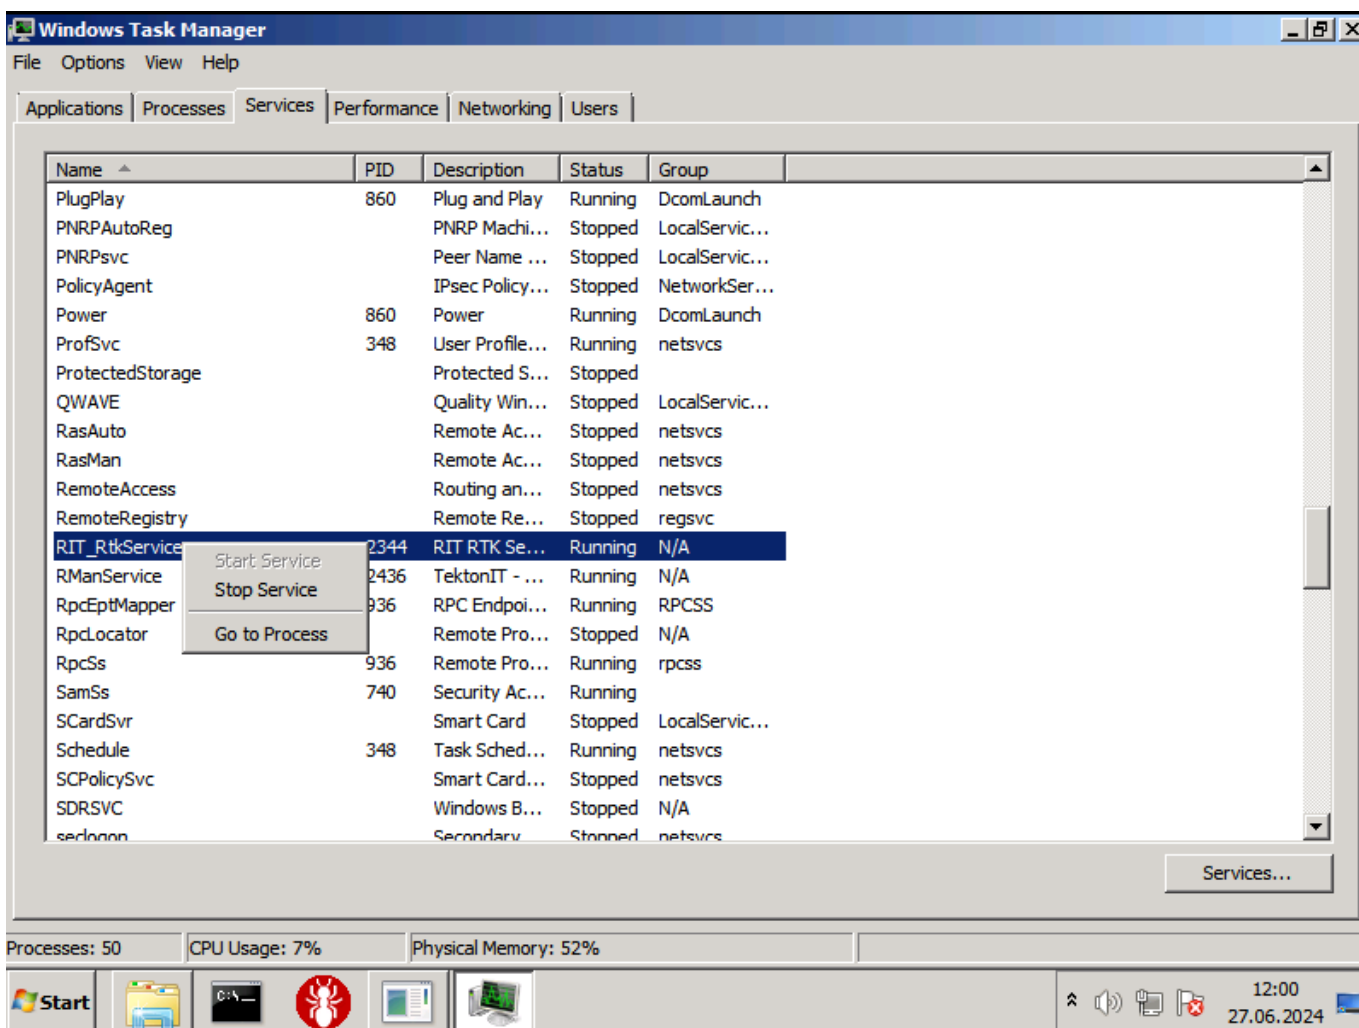 Windows Task Manager
File Options View Help
Applications Processes Services Performance Networking Users
Name PID Description Status Group
PlugPlay 860 Plug and Play Running DcomLaunch
PNRPAutoReg PNRP Machi... Stopped LocalServic...
PNRPsvc Peer Name ... Stopped LocalServic...
PolicyAgent IPsec Policy... Stopped NetworkSer...
Power 860 Power Running DcomLaunch
ProfSvc 348 User Profile... Running netsvcs
ProtectedStorage Protected S... Stopped
QWAVE Quality Win... Stopped LocalServic...
RasAuto Remote Ac... Stopped netsvcs
RasMan Remote Ac... Stopped netsvcs
RemoteAccess Routing an... Stopped netsvcs
RemoteRegistry Remote Re... Stopped regsvc
RIT_RtkService 2344 RIT RTK Se... Running N/A
Start Service
RManService 2436 TektonIT - ... Running N/A
Stop Service
RpcEptMapper 936 RPC Endpoi... Running RPCSS
RpcLocator Go to Process Remote Pro... Stopped N/A
RpcSs 936 Remote Pro... Running rpcss
SamSs 740 Security Ac... Running
SCardSvr Smart Card Stopped LocalServic...
Schedule 348 Task Sched... Running netsvcs
SCPolicySvc Smart Card... Stopped netsvcs
SDRSVC Windows B... Stopped N/A
seclogon Secondary Stopped netsvcs
Services...
Processes: 50 CPU Usage: 7% Physical Memory: 52%
Start C:\_ 12:00
27.06.2024